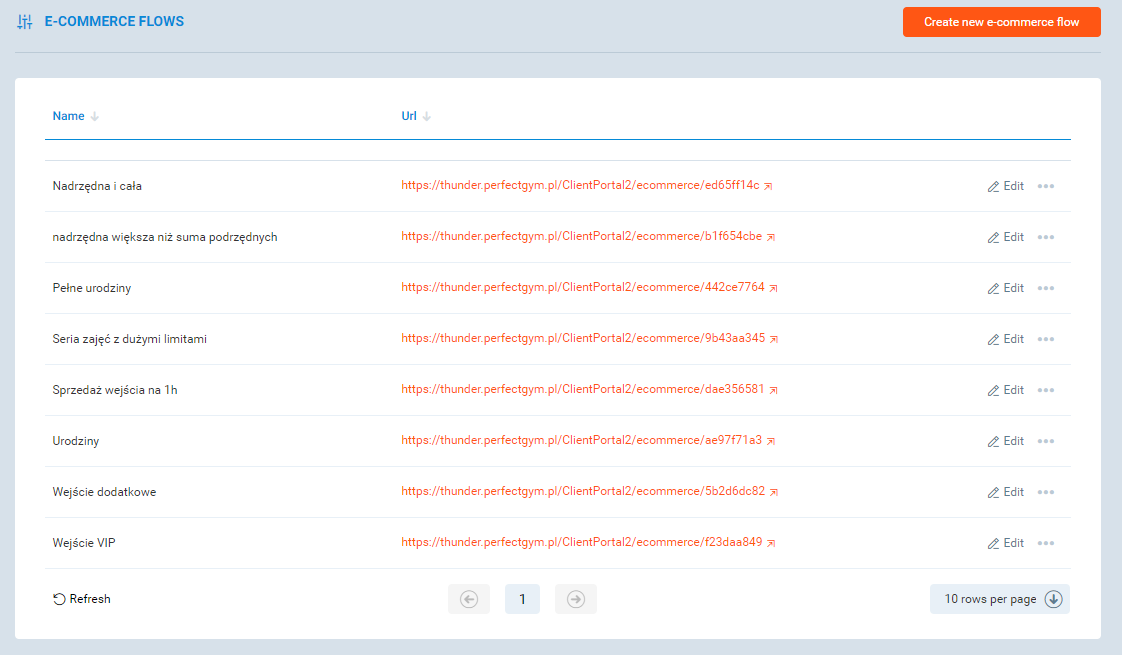 E-COMMERCE FLOWS
Create new e-commerce flow
Name Url
Nadrzędna i cała https://thunder.perfectgym.pl/ClientPortal2/ecommerce/ed65ff14c Edit
nadrzędna większa niż suma podrzędnych https://thunder.perfectgym.pl/ClientPortal2/ecommerce/b1f654cbe Edit
Pełne urodziny https://thunder.perfectgym.pl/ClientPortal2/ecommerce/442ce7764 Edit
Seria zajęć z dużymi limitami https://thunder.perfectgym.pl/ClientPortal2/ecommerce/9b43aa345 Edit
Sprzedaż wejścia na 1h https://thunder.perfectgym.pl/ClientPortal2/ecommerce/dae356581 Edit
Urodziny https://thunder.perfectgym.pl/ClientPortal2/ecommerce/ae97f71a3 Edit
Wejście dodatkowe https://thunder.perfectgym.pl/ClientPortal2/ecommerce/5b2d6dc82 Edit
Wejście VIP https://thunder.perfectgym.pl/ClientPortal2/ecommerce/f23daa849 Edit
Refresh 1 10 rows per page